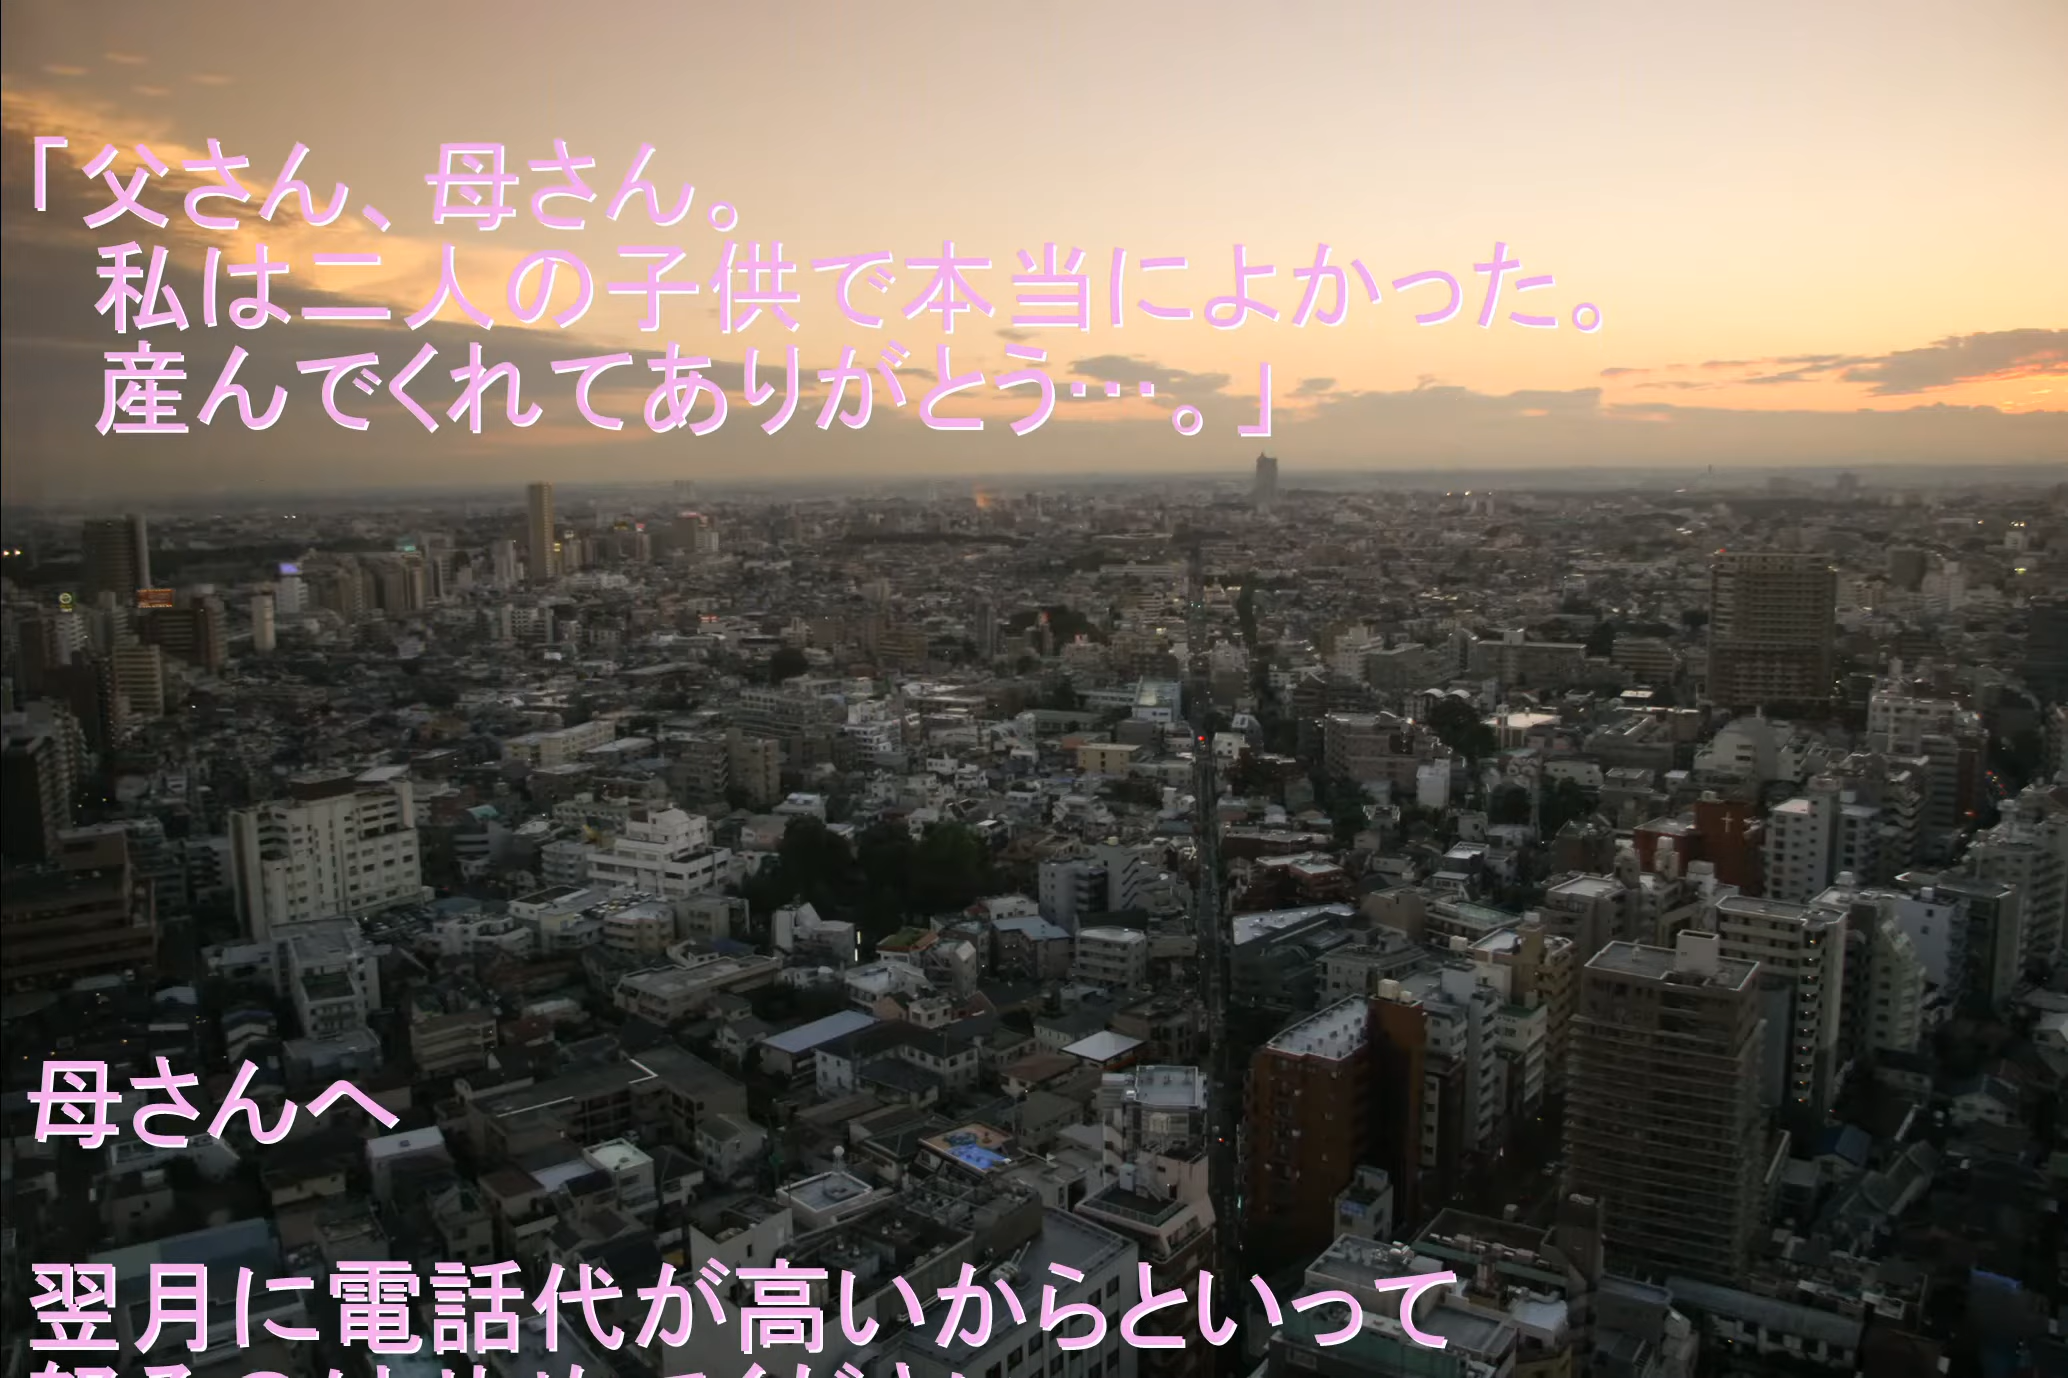 「父さん、母さん。
私は二人の子供で本当によかった。
産んでくれてありがとう…。」
母さんへ
翌月に電話代が高いからといって